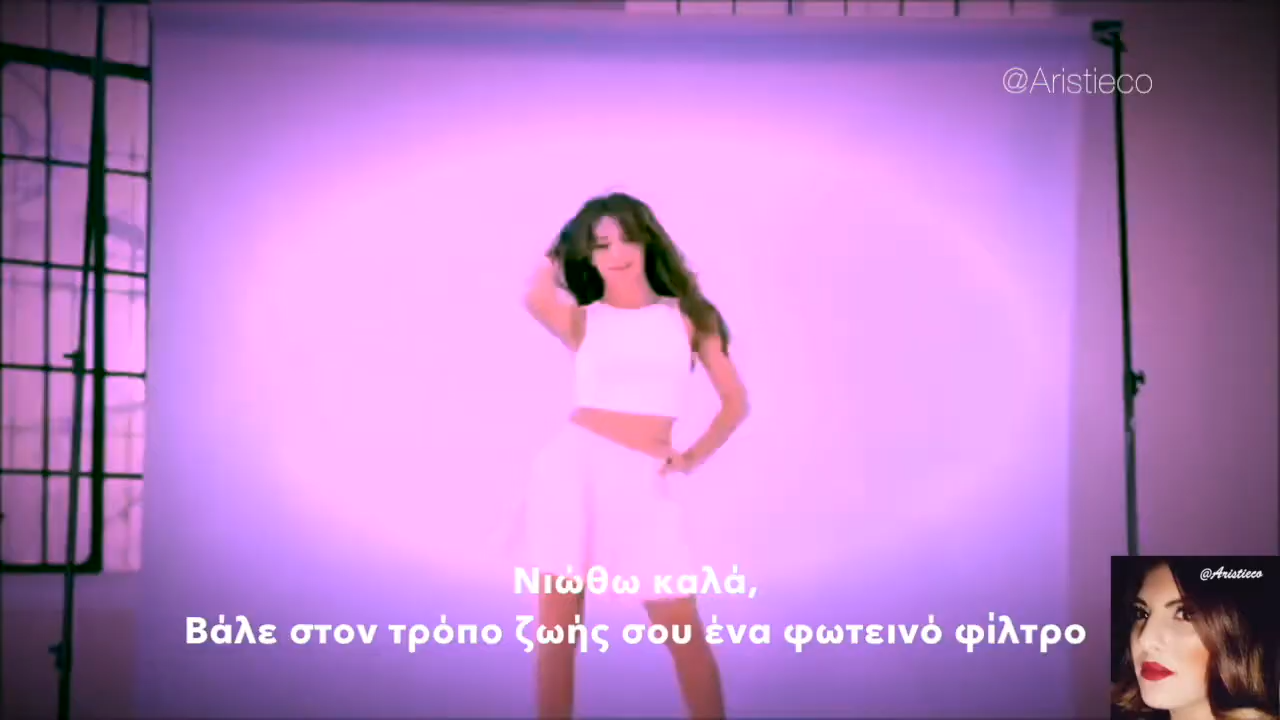 @Aristieco
Νιώθω καλά,
Βάλε στον τρόπο ζωής σου ένα φωτεινό φίλτρο
@Aristieco